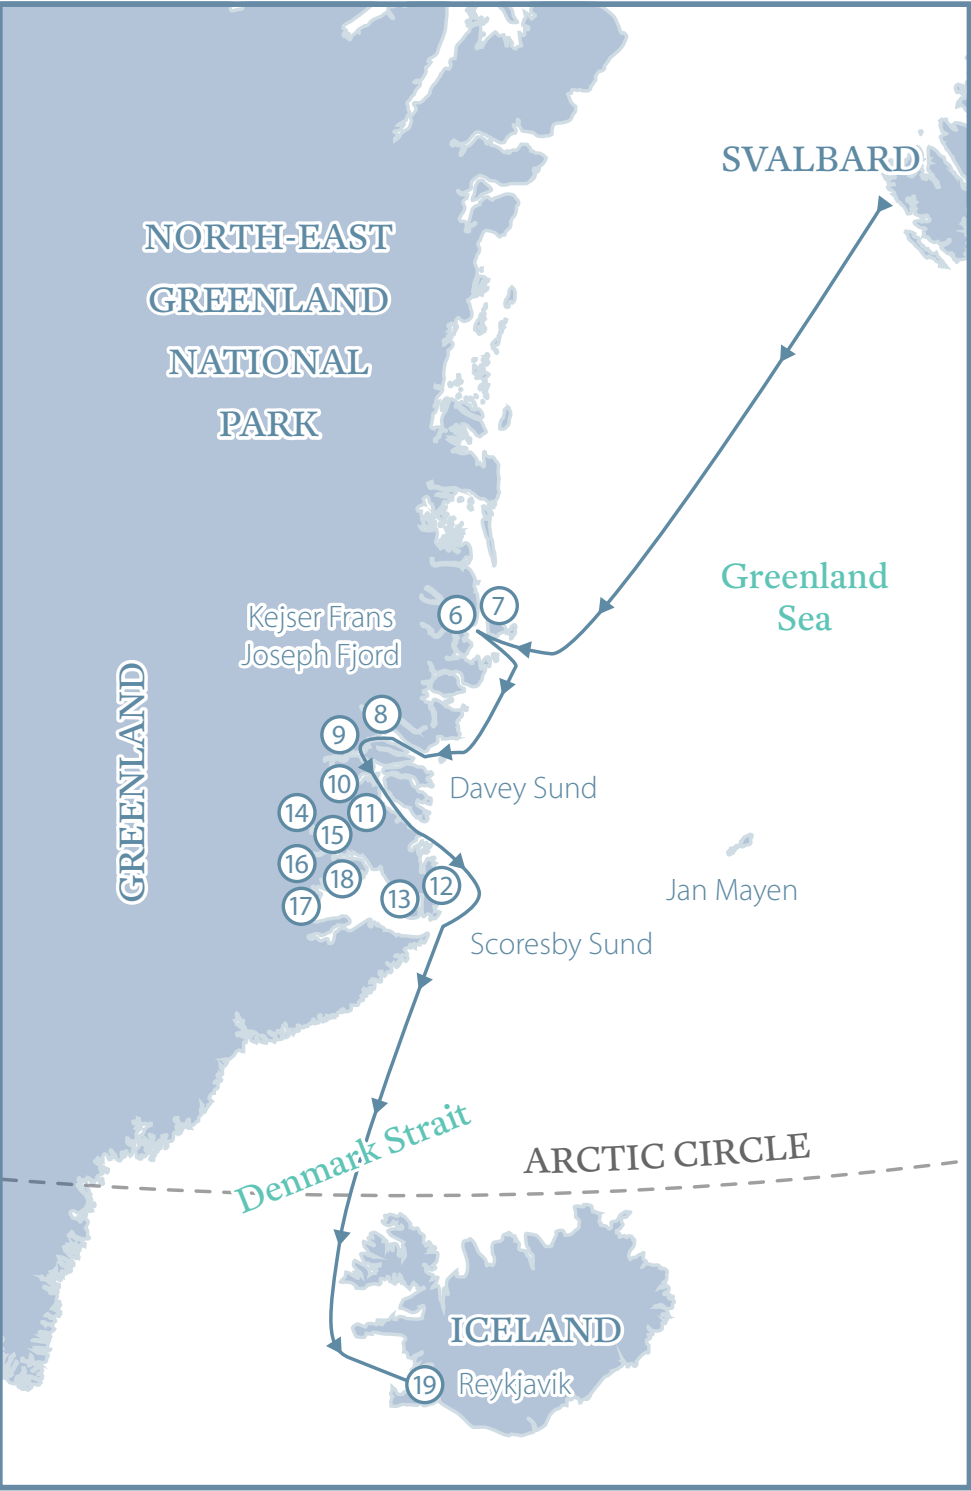 SVALBARD
NORTH-EAST
GREENLAND
NATIONAL
PARK
Greenland
Sea
Kejser Frans
Joseph Fjord
6
7
8
9
GREENLAND
Davey Sund
10
11
14
15
16
18
17
13
12
Jan Mayen
Scoresby Sund
Denmark Strait
ARCTIC CIRCLE
ICELAND
19
Reykjavik